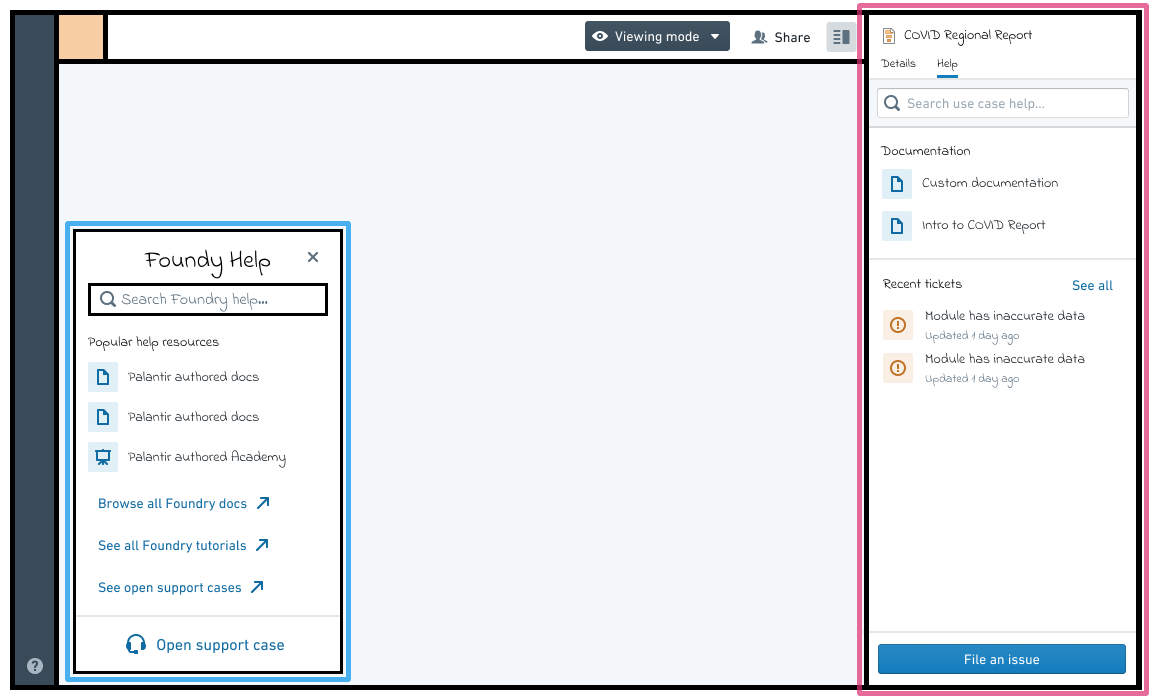 Viewing mode
Share
COVID Regional Report
Details
Help
Search use case help...
Documentation
Custom documentation
Intro to COVID Report
Recent tickets
See all
Module has inaccurate data
Updated 1 day ago
Module has inaccurate data
Updated 1 day ago
File an issue
Foundy Help
Search Foundry help...
Popular help resources
Palantir authored docs
Palantir authored docs
Palantir authored Academy
Browse all Foundry docs
See all Foundry tutorials
See open support cases
Open support case
?